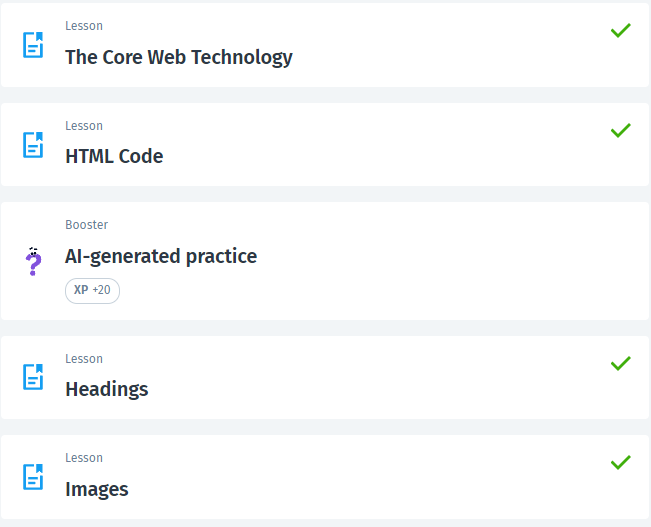 Lesson
The Core Web Technology
Lesson
HTML Code
Booster
AI-generated practice
XP +20
Lesson
Headings
Lesson
Images